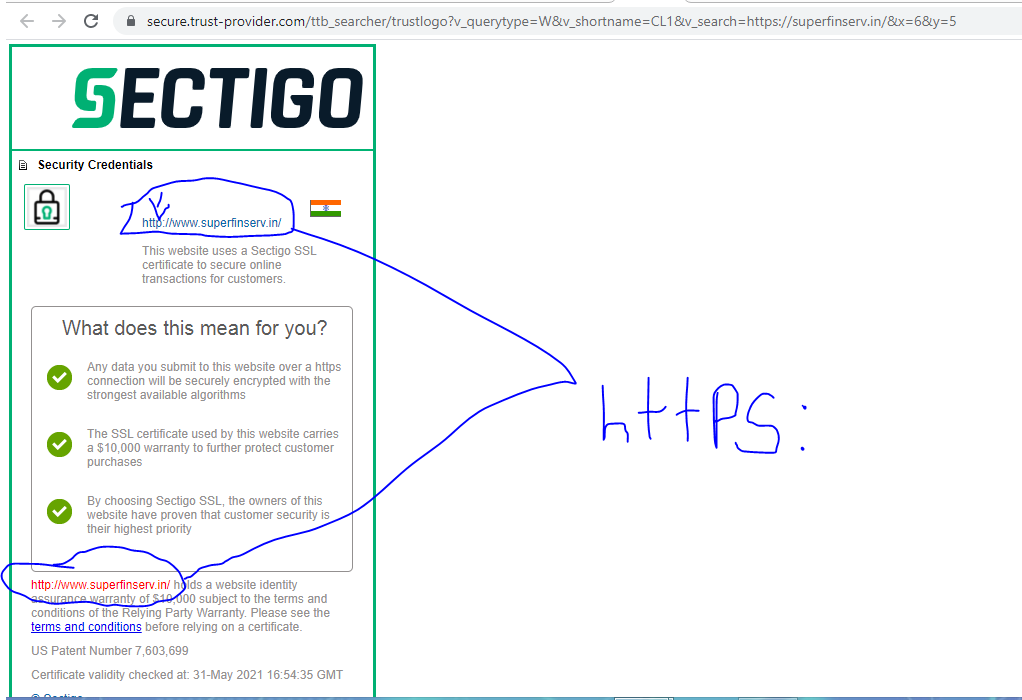 secure.trust-provider.com/ttb_searcher/trustlogo?v_querytype=W&v_shortname=CL1&v_search=https://superfinserv.in/&x=6&y=5
SECTIGO
Security Credentials
http://www.superfinserv.in/
This website uses a Sectigo SSL
certificate to secure online
transactions for customers.
What does this mean for you?
Any data you submit to this website over a https
connection will be securely encrypted with the
strongest available algorithms
https:
The SSL certificate used by this website carries
a $10,000 warranty to further protect customer
purchases
By choosing Sectigo SSL, the owners of this
website have proven that customer security is
their highest priority
http://www.superfinserv.in/ holds a website identity
assurance warranty of $10,000 subject to the terms and
conditions of the Relying Party Warranty. Please see the
terms and conditions before relying on a certificate.
US Patent Number 7,603,699
Certificate validity checked at: 31-May 2021 16:54:35 GMT